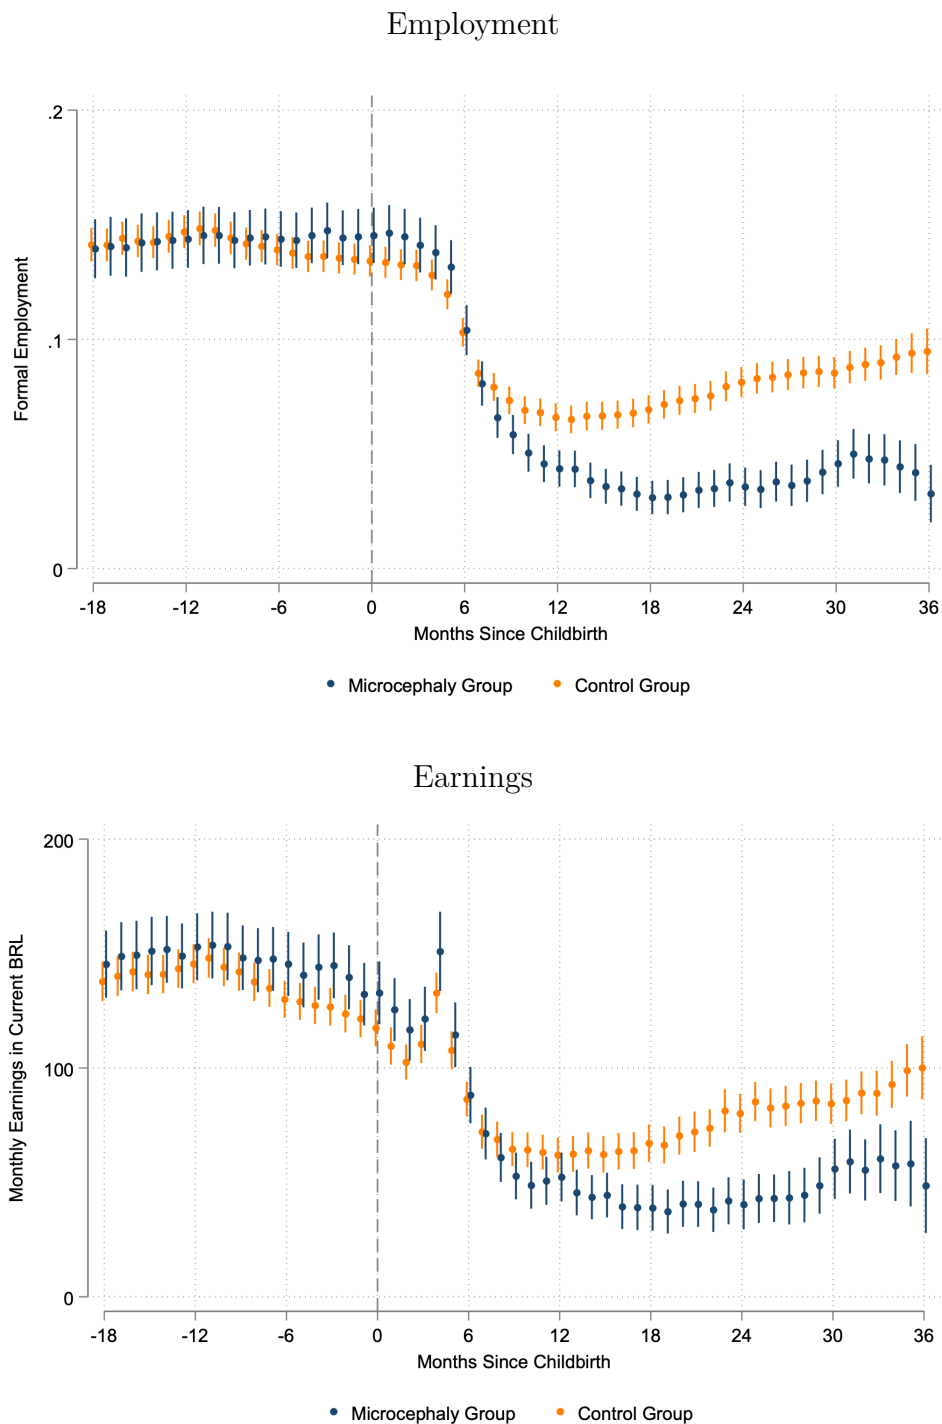 Employment
.2
.1
0
Formal Employment
-18 -12 -6 0 6 12 18 24 30 36
Months Since Childbirth
Microcephaly Group Control Group
Earnings
200
100
0
Monthly Earnings in Current BRL
-18 -12 -6 0 6 12 18 24 30 36
Months Since Childbirth
Microcephaly Group Control Group